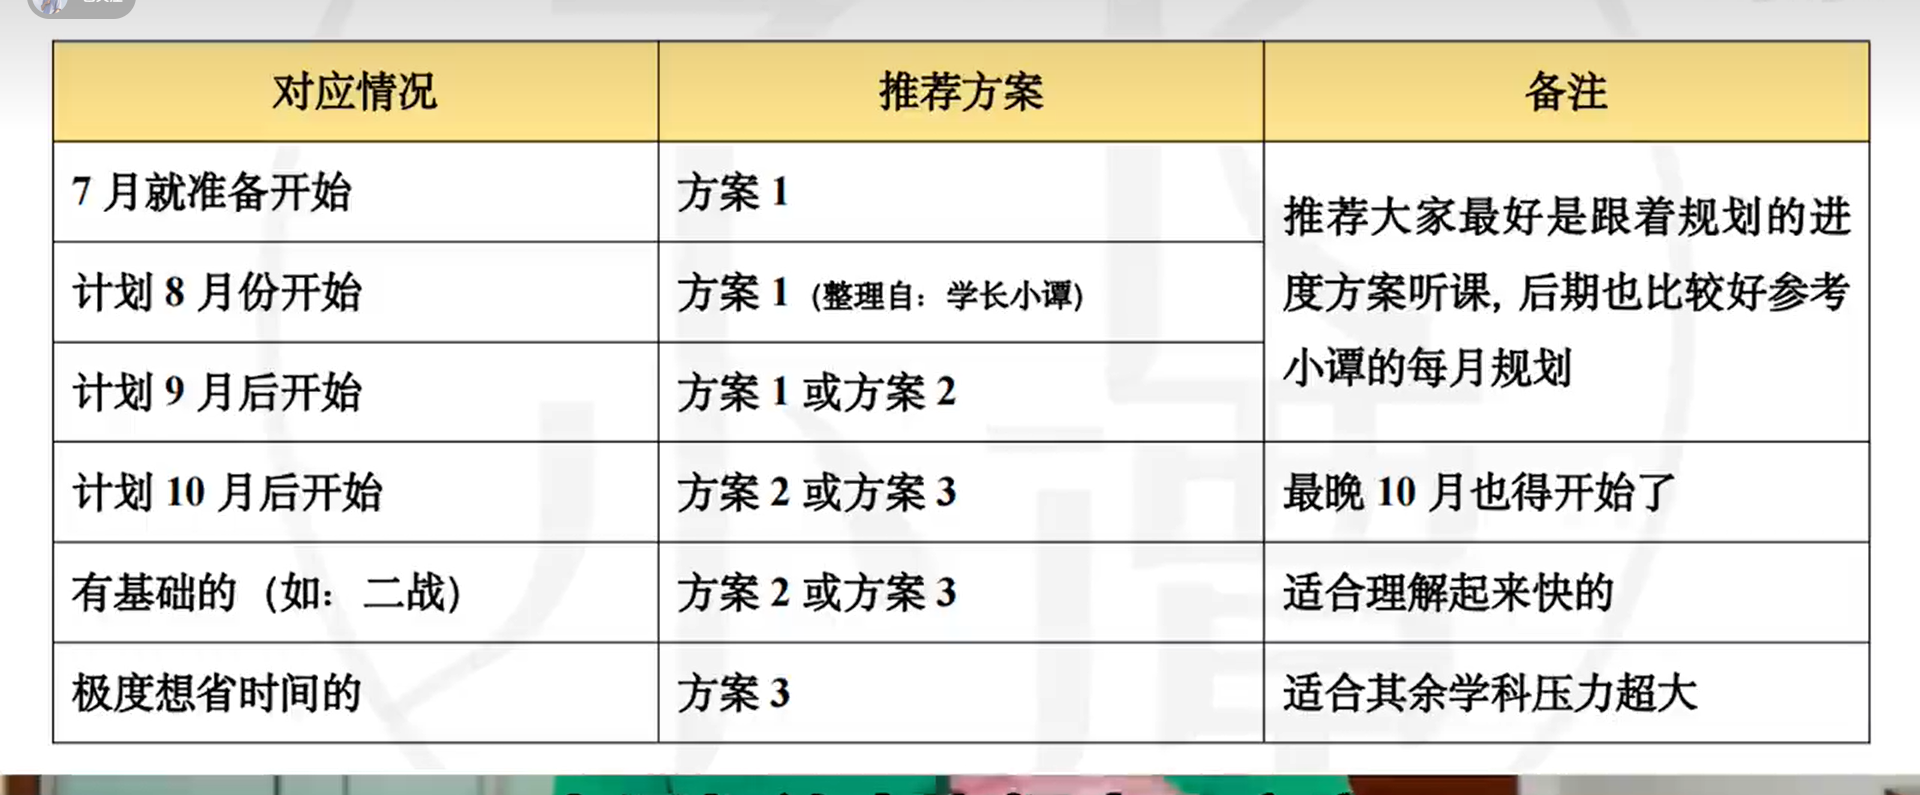 对应情况 推荐方案 备注
7 月就准备开始 方案 1
计划 8 月份开始 方案 1 (整理自：学长小谭)
计划 9 月后开始 方案 1 或方案 2
推荐大家最好是跟着规划的进
度方案听课，后期也比较好参考
小谭的每月规划
计划 10 月后开始 方案 2 或方案 3 最晚 10 月也得开始了
有基础的（如：二战） 方案 2 或方案 3 适合理解起来快的
极度想省时间的 方案 3 适合其余学科压力超大